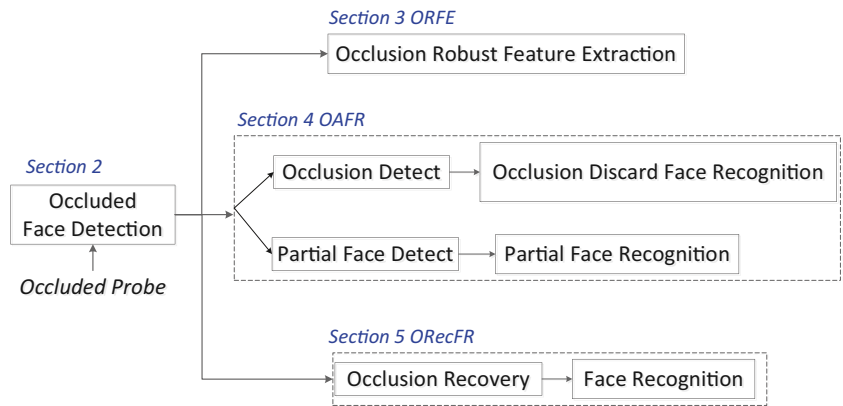 Section 3 ORFE
Occlusion Robust Feature Extraction
Section 4 OAFR
Section 2
Occlusion Detect
Occlusion Discard Face Recognition
Occluded
Face Detection
Partial Face Detect
Partial Face Recognition
Occluded Probe
Section 5 ORecFR
Occlusion Recovery
Face Recognition